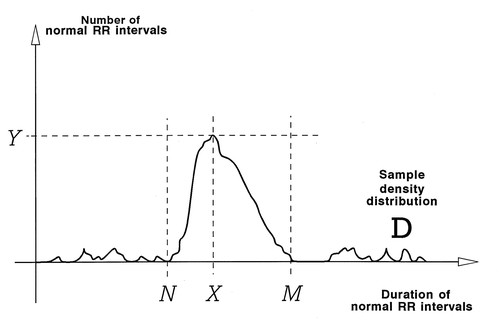 Number of
normal RR intervals
Y
Sample
density
distribution
D
N X M
Duration of
normal RR intervals